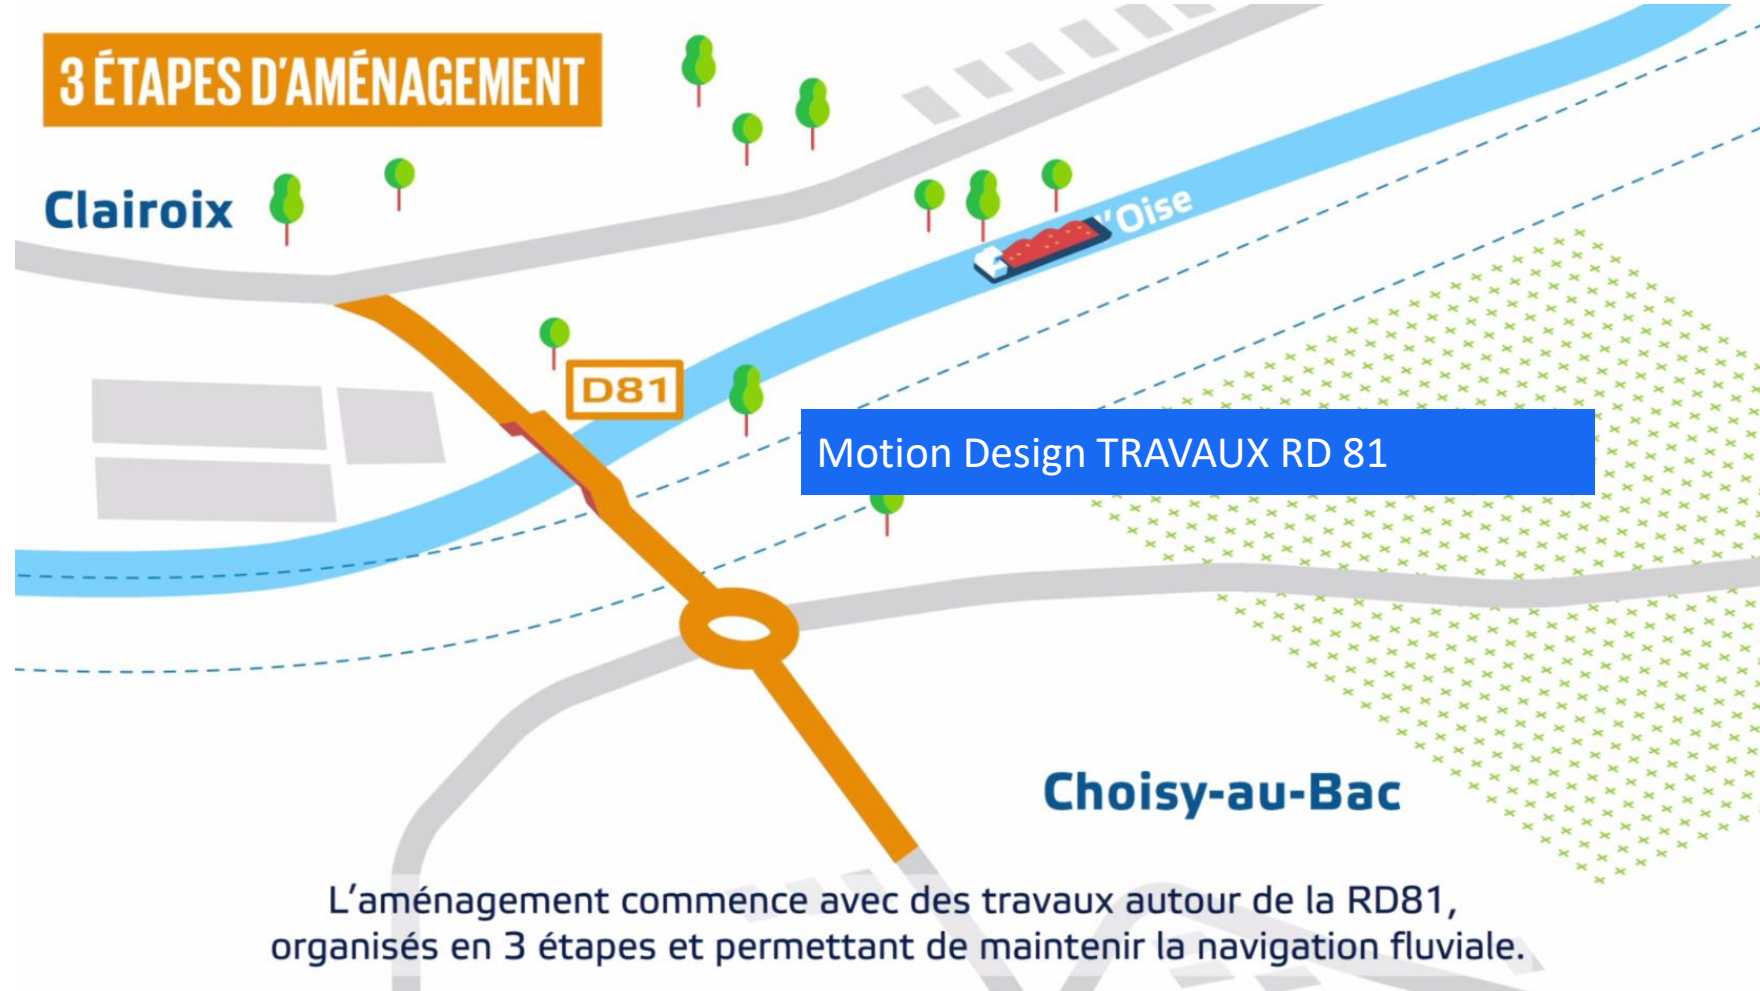 3 ÉTAPES D'AMÉNAGEMENT
Clairoix
l'Oise
D81
Motion Design TRAVAUX RD 81
Choisy-au-Bac
L'aménagement commence avec des travaux autour de la RD81,
organisés en 3 étapes et permettant de maintenir la navigation fluviale.